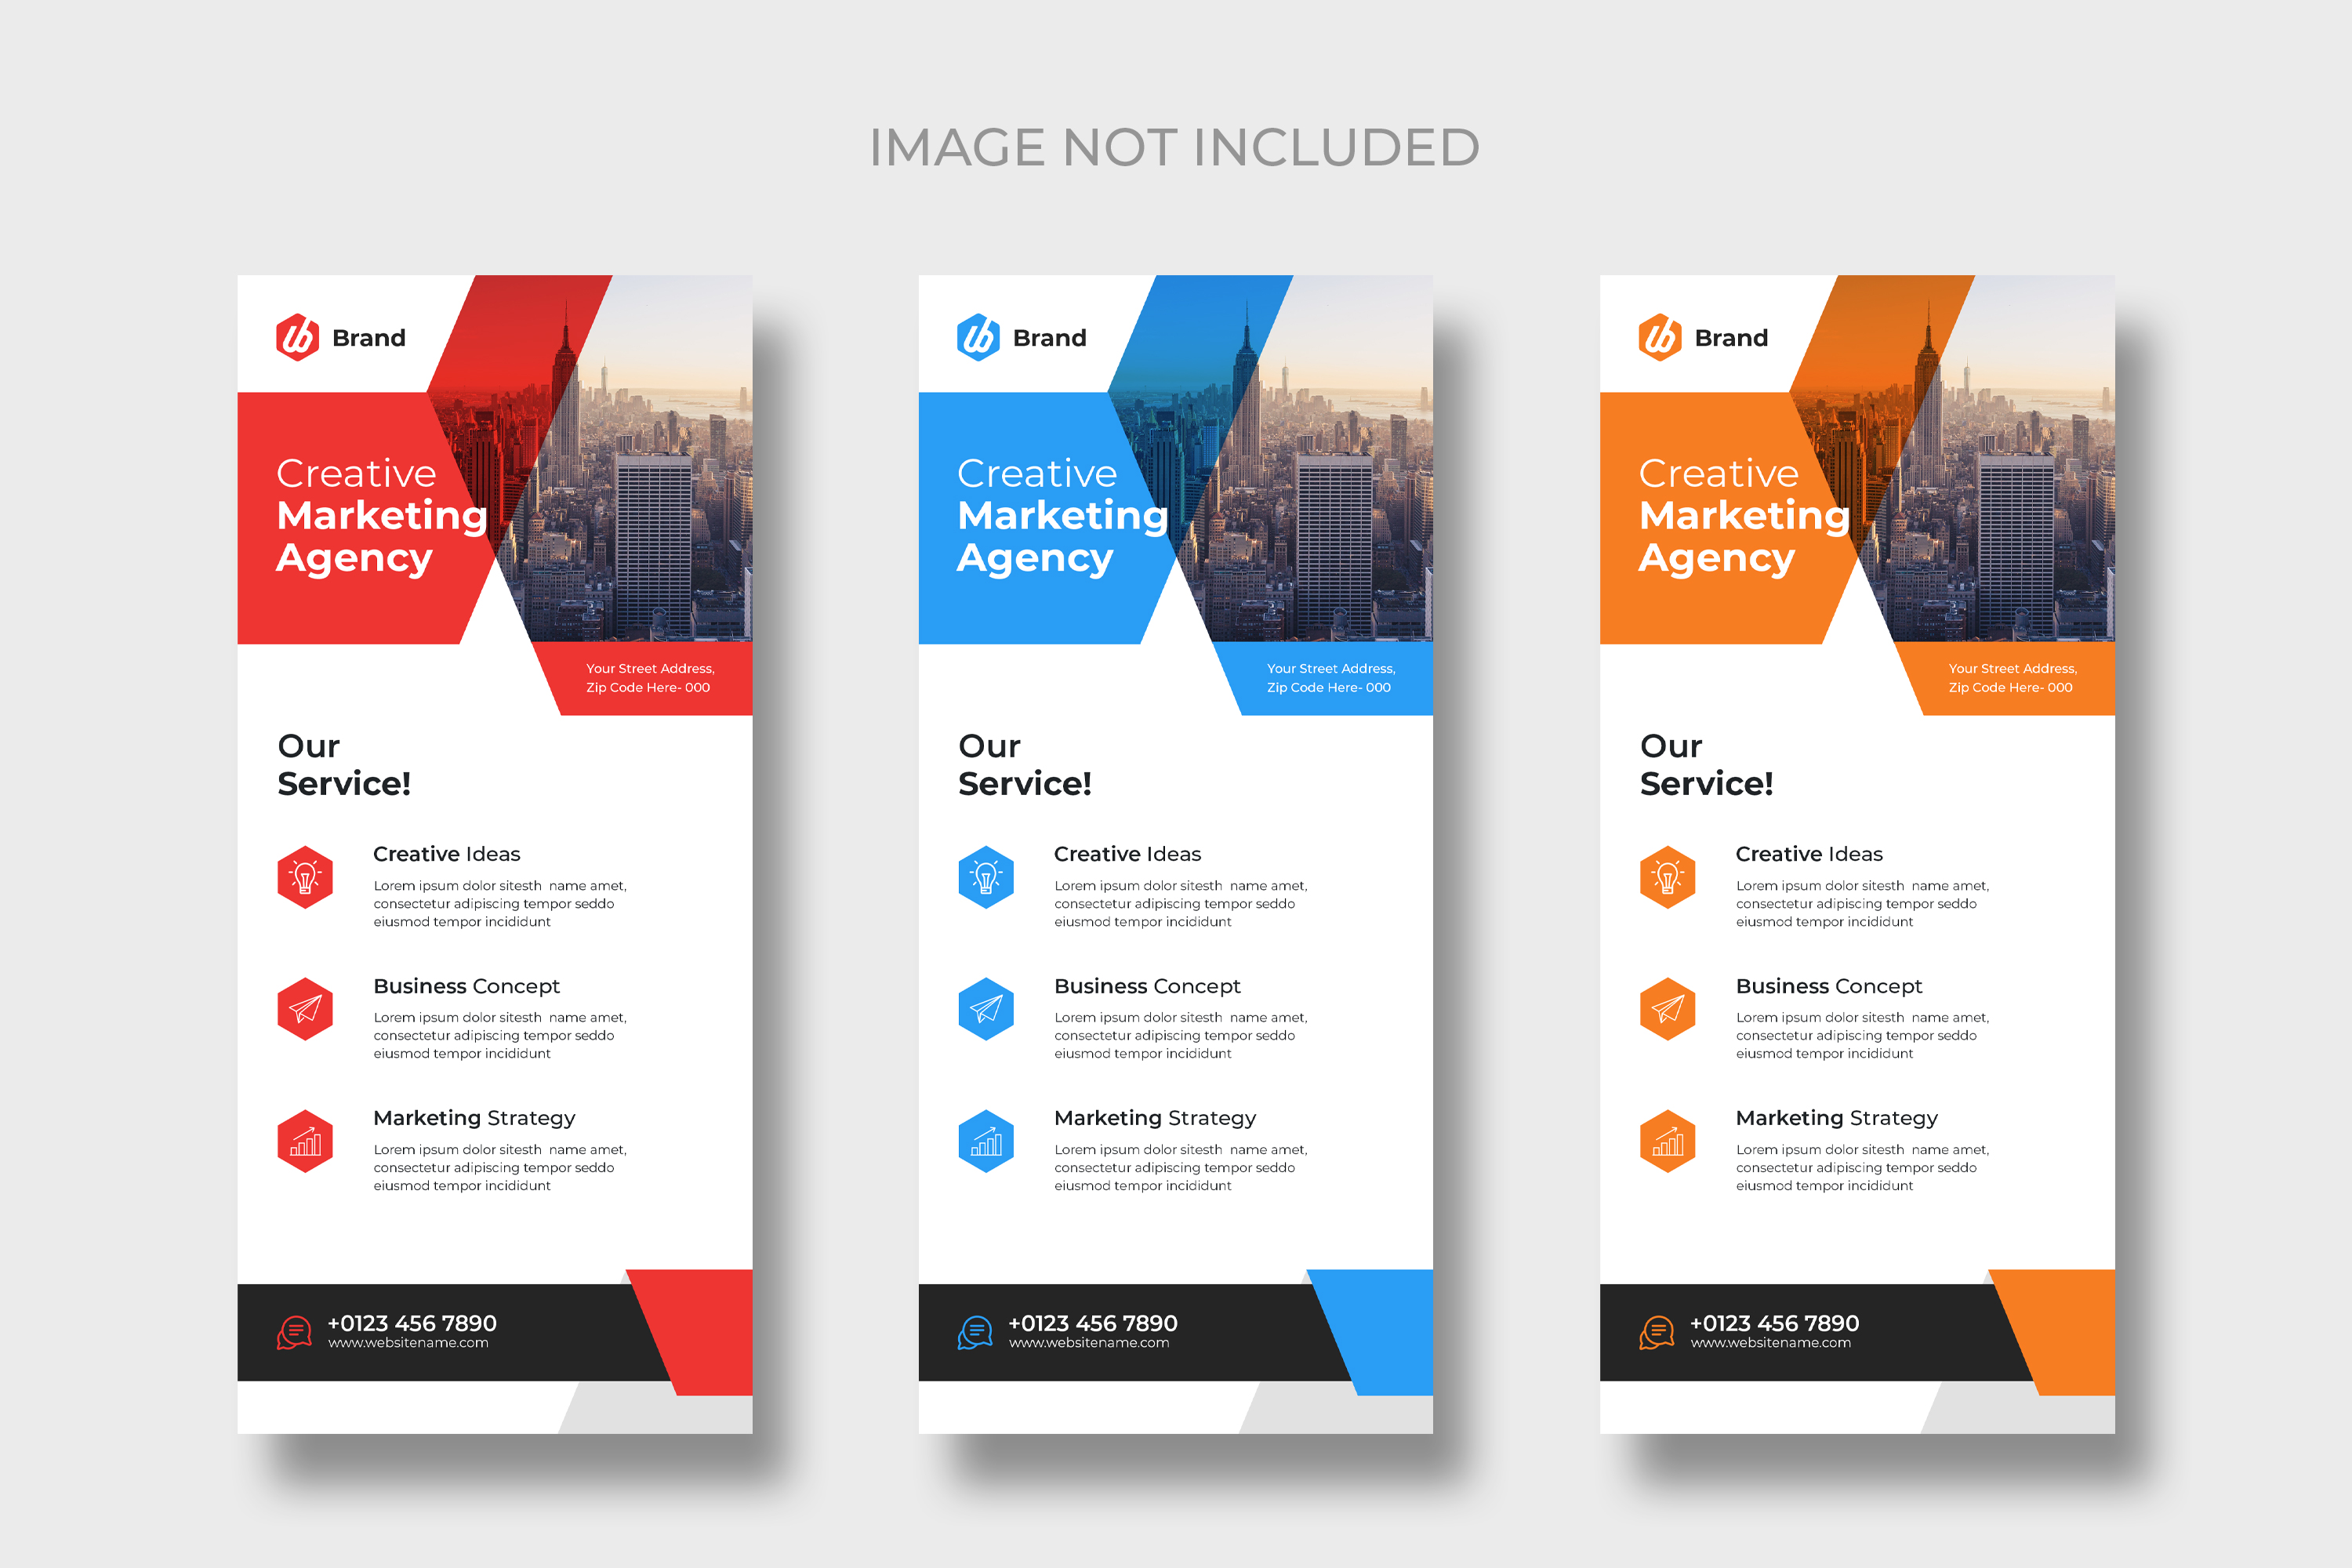 IMAGE NOT INCLUDED
Brand
Creative
Marketing
Agency
Your Street Address,
Zip Code Here- 000
Our
Service!
Creative Ideas
Lorem ipsum dolor sitesth name amet,
consectetur adipiscing tempor seddo
eiusmod tempor incididunt
Business Concept
Lorem ipsum dolor sitesth name amet,
consectetur adipiscing tempor seddo
eiusmod tempor incididunt
Marketing Strategy
Lorem ipsum dolor sitesth name amet,
consectetur adipiscing tempor seddo
eiusmod tempor incididunt
+0123 456 7890
www.websitename.com
Brand
Creative
Marketing
Agency
Your Street Address,
Zip Code Here- 000
Our
Service!
Creative Ideas
Lorem ipsum dolor sitesth name amet,
consectetur adipiscing tempor seddo
eiusmod tempor incididunt
Business Concept
Lorem ipsum dolor sitesth name amet,
consectetur adipiscing tempor seddo
eiusmod tempor incididunt
Marketing Strategy
Lorem ipsum dolor sitesth name amet,
consectetur adipiscing tempor seddo
eiusmod tempor incididunt
+0123 456 7890
www.websitename.com
Brand
Creative
Marketing
Agency
Your Street Address,
Zip Code Here- 000
Our
Service!
Creative Ideas
Lorem ipsum dolor sitesth name amet,
consectetur adipiscing tempor seddo
eiusmod tempor incididunt
Business Concept
Lorem ipsum dolor sitesth name amet,
consectetur adipiscing tempor seddo
eiusmod tempor incididunt
Marketing Strategy
Lorem ipsum dolor sitesth name amet,
consectetur adipiscing tempor seddo
eiusmod tempor incididunt
+0123 456 7890
www.websitename.com